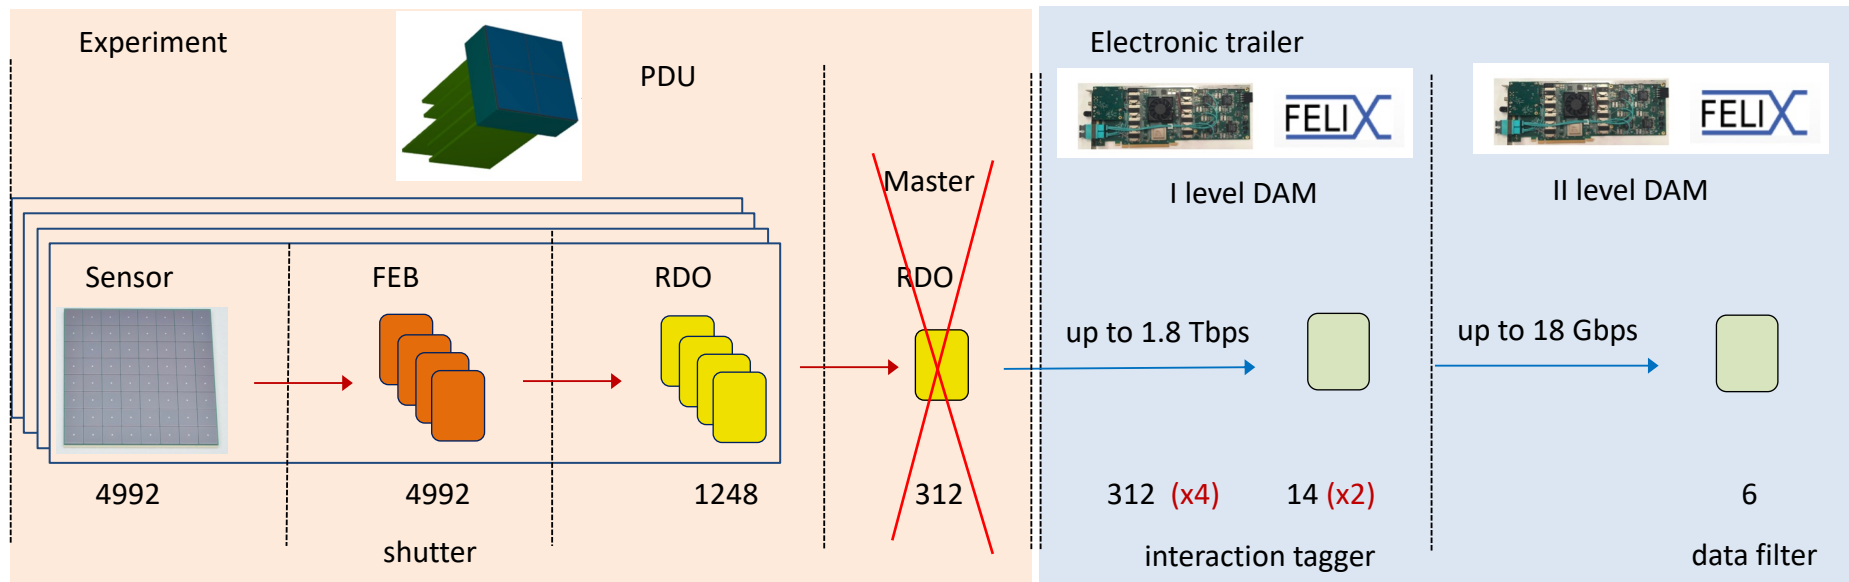 Experiment
PDU
Electronic trailer
FELIX
FELIX
Master
I level DAM
II level DAM
Sensor
FEB
RDO
RDO
up to 1.8 Tbps
up to 18 Gbps
4992
4992
1248
312
312 (x4)
14 (x2)
6
shutter
interaction tagger
data filter